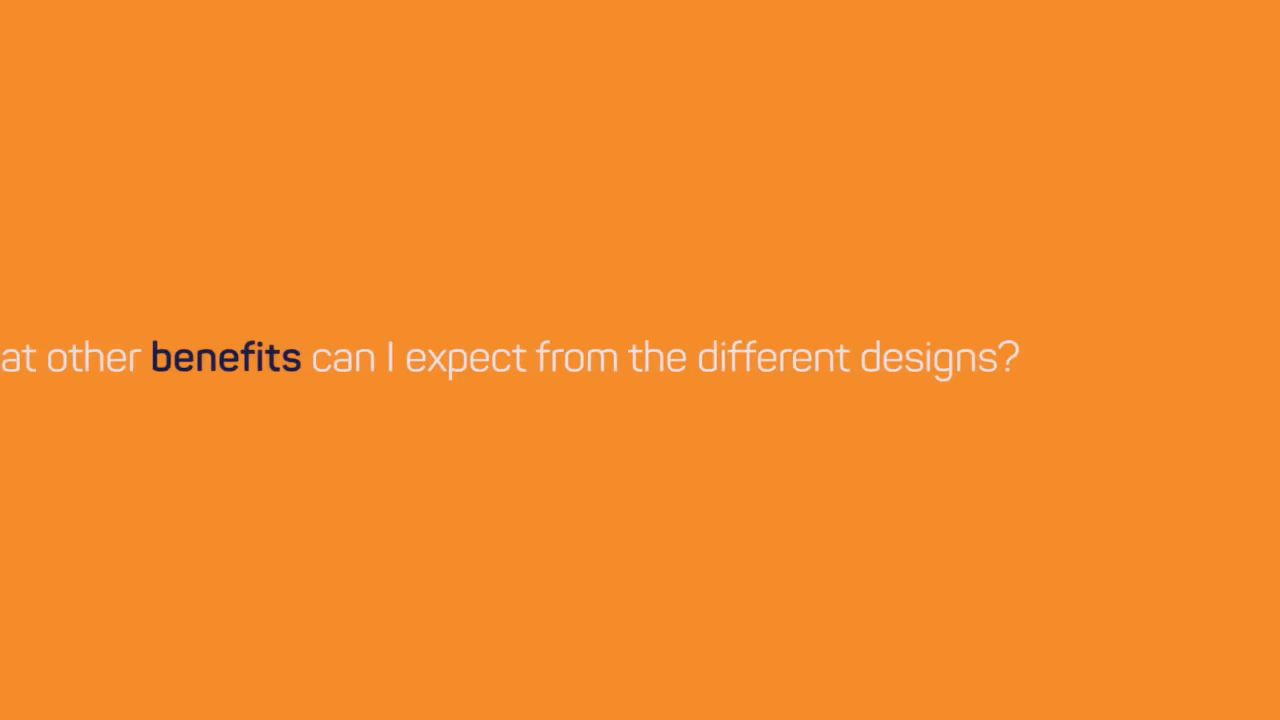 at other benefits can I expect from the different designs?